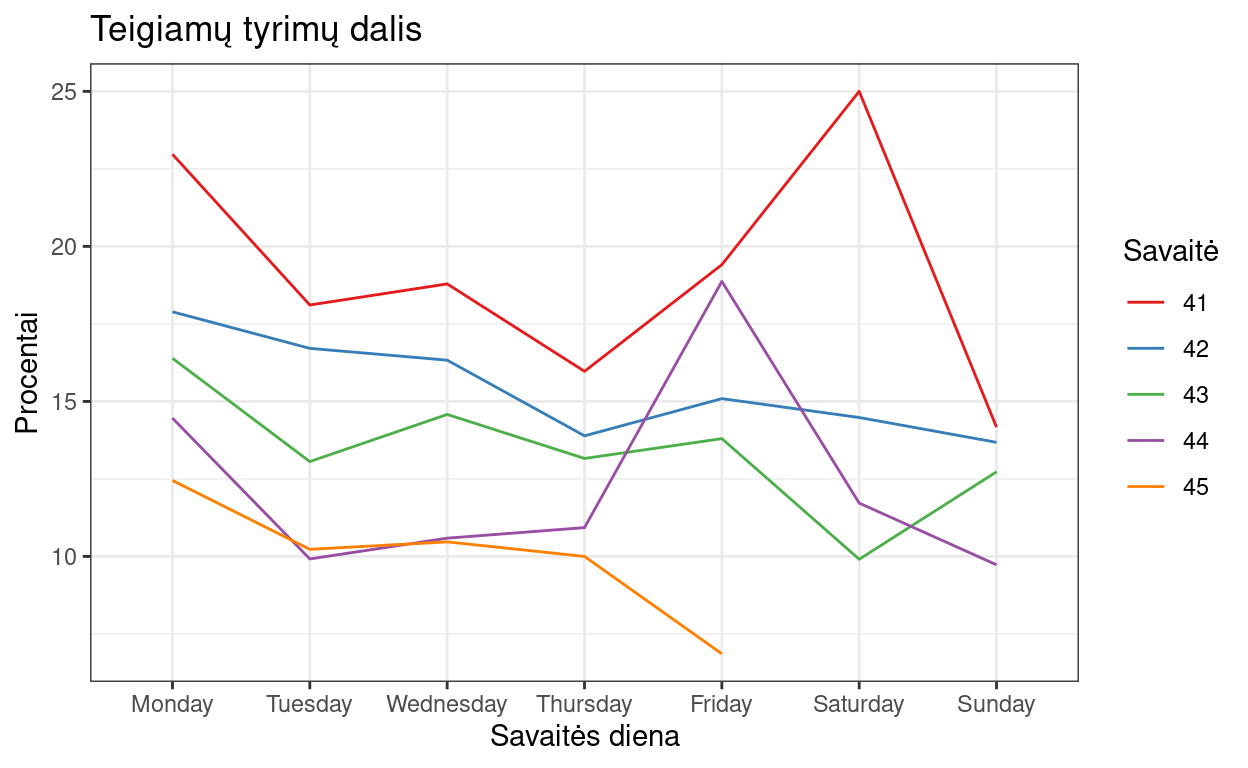 Teigiamų tyrimų dalis
25
20
15
10
Procentai
Monday Tuesday Wednesday Thursday Friday Saturday Sunday
Savaitės diena
Savaitė
41
42
43
44
45